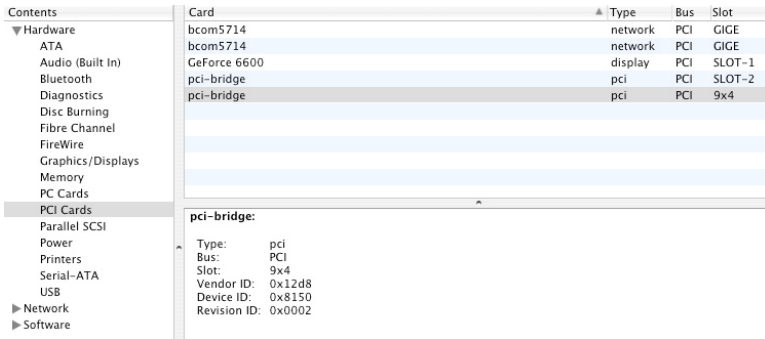 Contents
Hardware
ATA
Audio (Built In)
Bluetooth
Diagnostics
Disc Burning
Fibre Channel
FireWire
Graphics/Displays
Memory
PC Cards
PCI Cards
Parallel SCSI
Power
Printers
Serial-ATA
USB
Network
Software
Card Type Bus Slot
bcom5714 network PCI GIGE
bcom5714 network PCI GIGE
GeForce 6600 display PCI SLOT-1
pci-bridge pci PCI SLOT-2
pci-bridge pci PCI 9x4
pci-bridge:
Type: pci
Bus: PCI
Slot: 9x4
Vendor ID: 0x12d8
Device ID: 0x8150
Revision ID: 0x0002